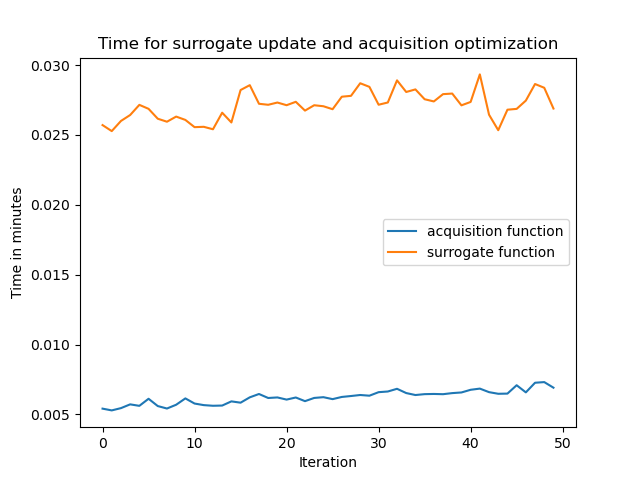 Time for surrogate update and acquisition optimization
0.030
0.025
0.020
0.015
0.010
0.005
Time in minutes
acquisition function
surrogate function
0 10 20 30 40 50
Iteration